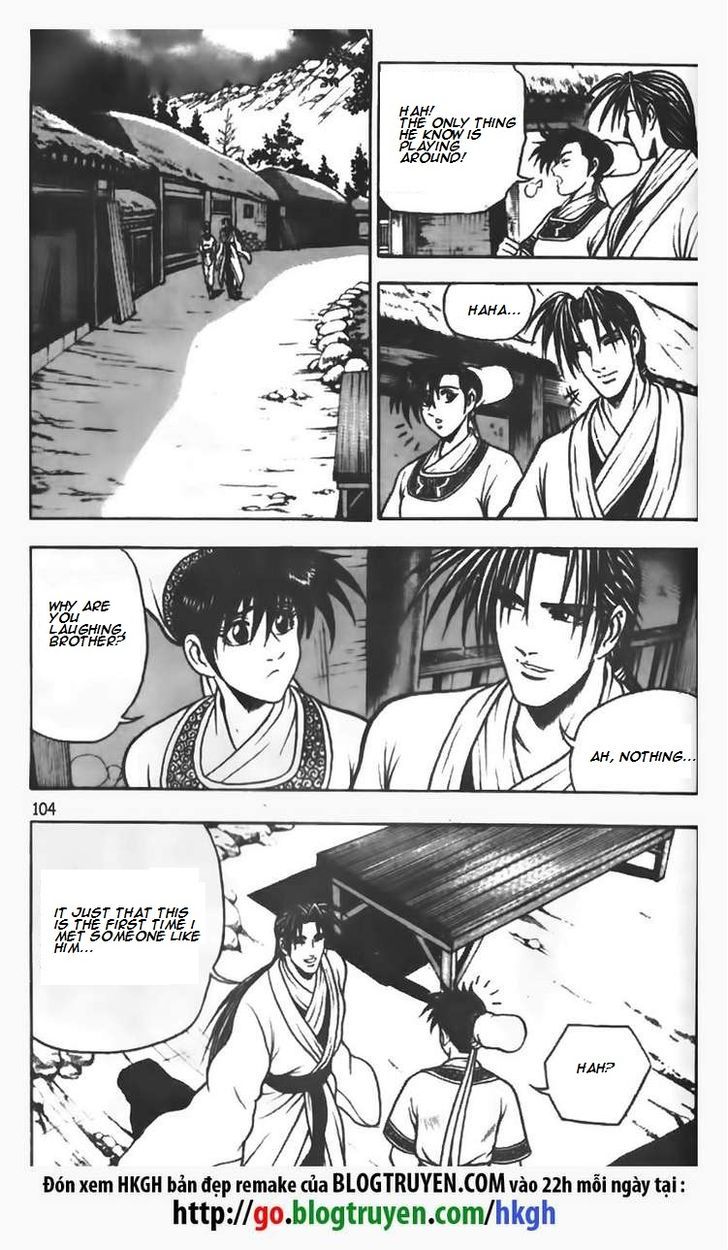 HAH!
THE ONLY THING
HE KNOW IS
PLAYING
AROUND!
HAHA...
WHY ARE
YOU
LAUGHING,
BROTHER?
AH, NOTHING...
104
IT JUST THAT THIS
IS THE FIRST TIME I
MET SOMEONE LIKE
HIM...
HAH?
Đón xem HKGH bản đẹp remake của BLOGTRUYEN.COM vào 22h mỗi ngày tại :
http://go.blogtruyen.com/hkgh